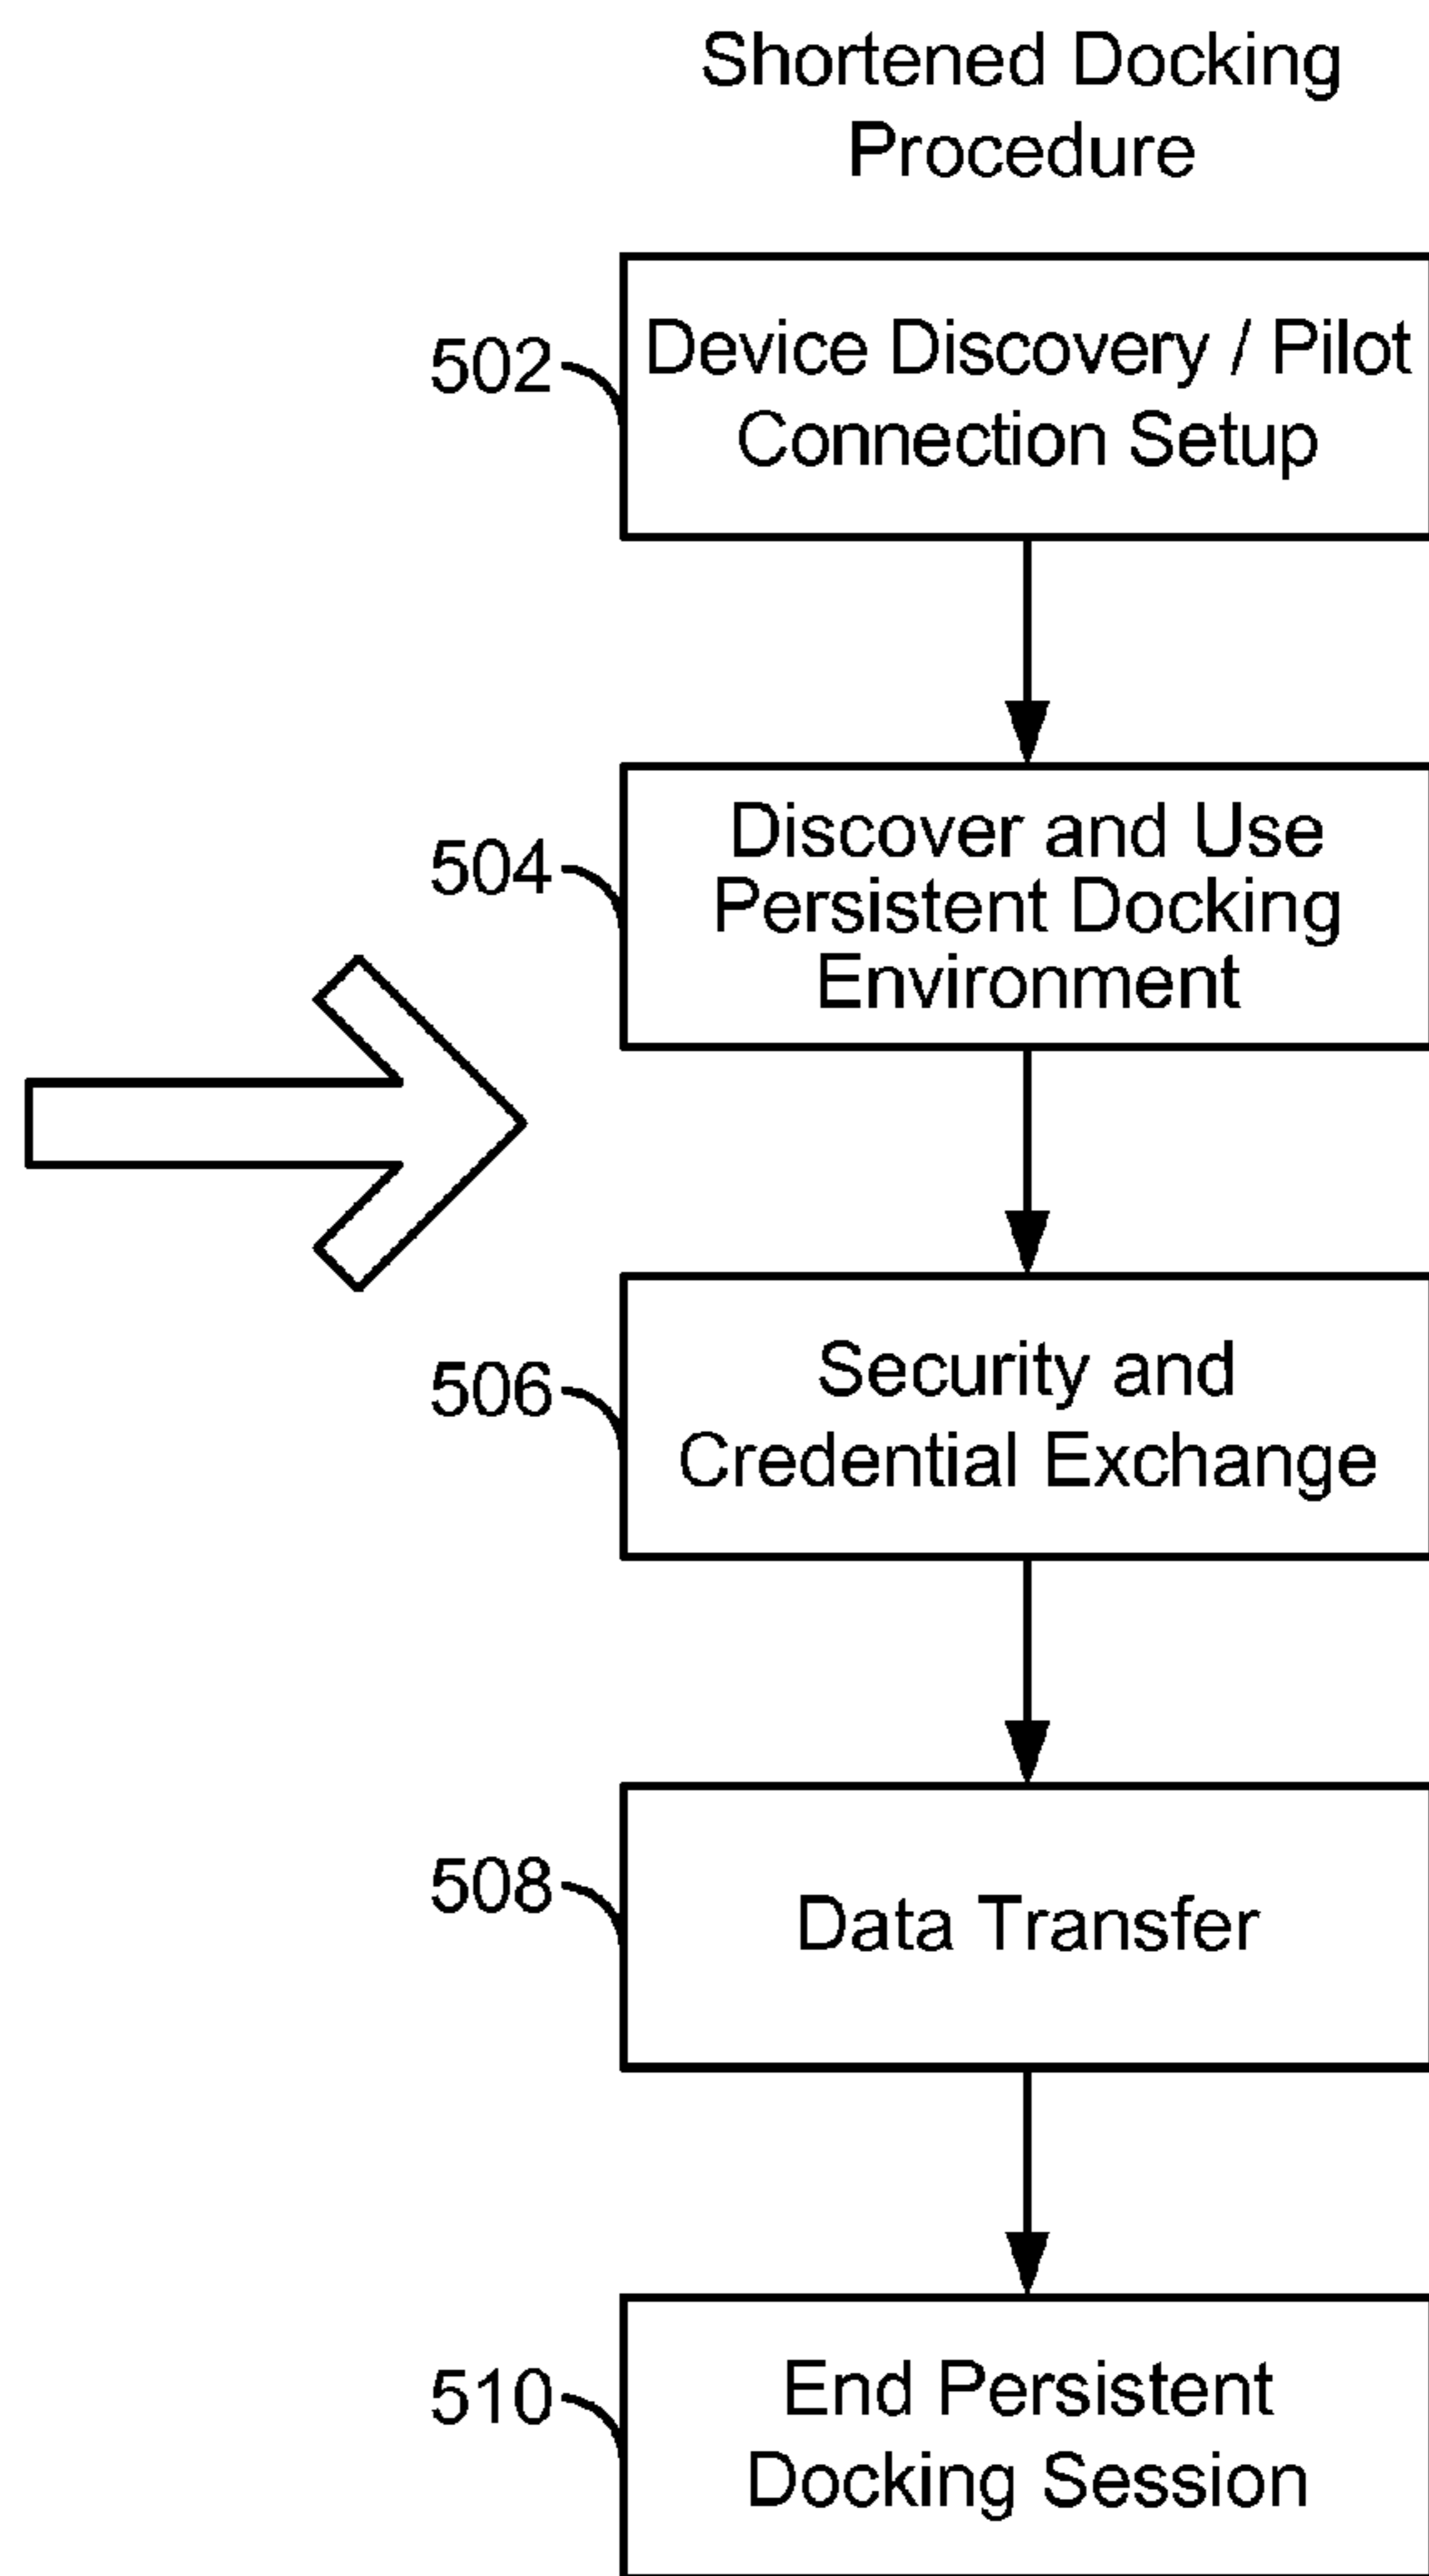 Shortened Docking
Procedure
502
Device Discovery / Pilot
Connection Setup
504
Discover and Use
Persistent Docking
Environment
506
Security and
Credential Exchange
508
Data Transfer
510
End Persistent
Docking Session